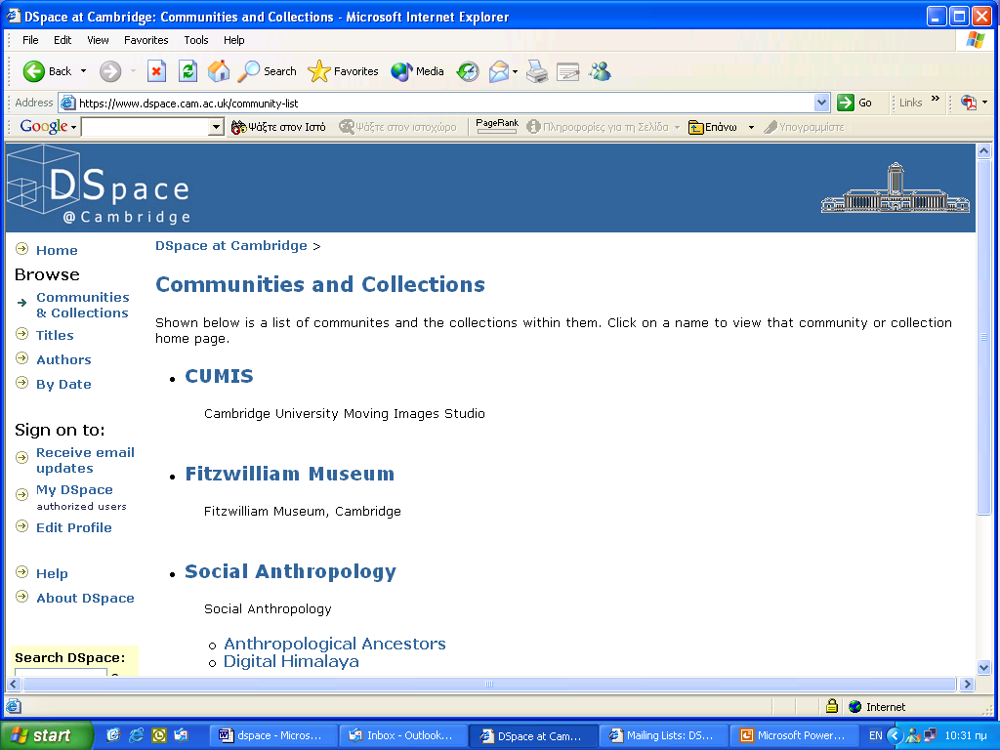 DSpace at Cambridge: Communities and Collections - Microsoft Internet Explorer
File Edit View Favorites Tools Help
Back Search Favorites Media
Address https://www.dspace.cam.ac.uk/community-list Go Links »
Google Ψάξτε στον Ιστό Ψάξτε στον ιστοχώρο PageRank Πληροφορίες για τη Σελίδα Επάνω Υπογραμμίστε
DSpace
@Cambridge
Home
Browse
Communities
& Collections
Titles
Authors
By Date
Sign on to:
Receive email
updates
My DSpace
authorized users
Edit Profile
Help
About DSpace
Search DSpace:
DSpace at Cambridge >
Communities and Collections
Shown below is a list of communites and the collections within them. Click on a name to view that community or collection
home page.
CUMIS
Cambridge University Moving Images Studio
Fitzwilliam Museum
Fitzwilliam Museum, Cambridge
Social Anthropology
Social Anthropology
Anthropological Ancestors
Digital Himalaya
Internet
start dspace - Micros... Inbox - Outlook... DSpace at Cam... Mailing Lists: DS... Microsoft Power... EN 10:31 πμ